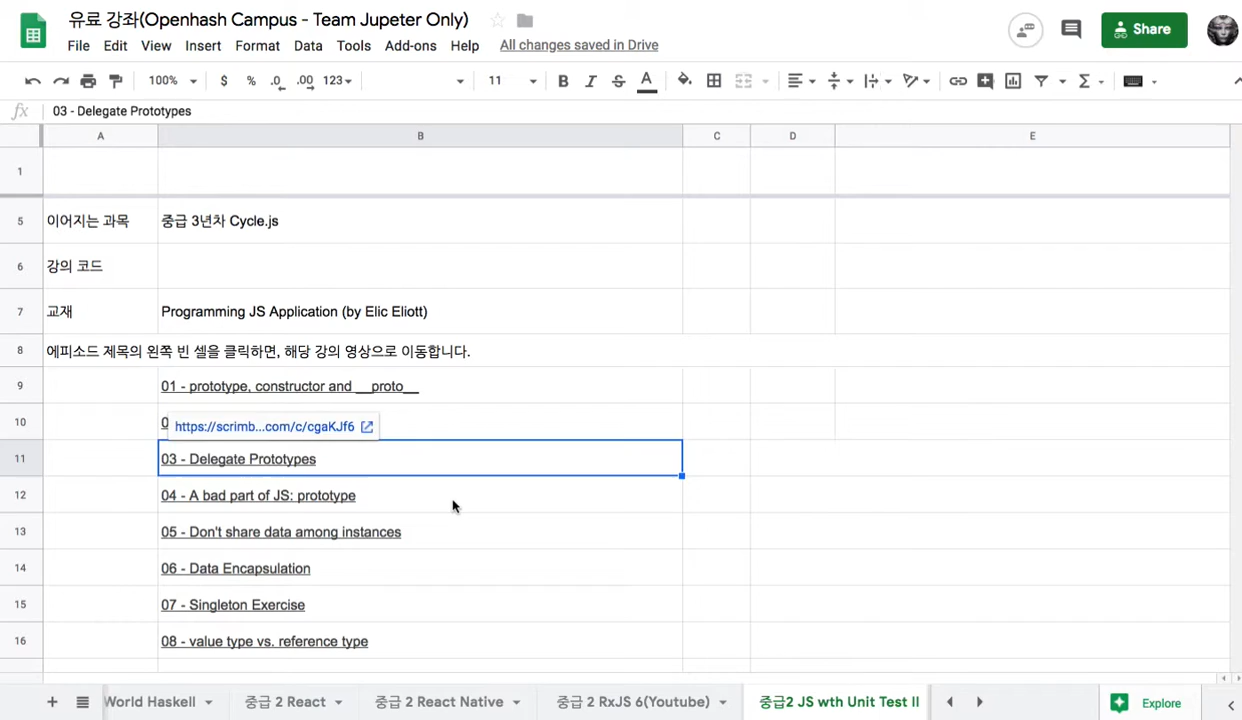 유료 강좌(Openhash Campus - Team Jupeter Only)
File Edit View Insert Format Data Tools Add-ons Help All changes saved in Drive
Share
100% $ % .0 .00 123 11 B I S A
fx 03 - Delegate Prototypes
A B C D E
1
5 이어지는 과목 중급 3년차 Cycle.js
6 강의 코드
7 교재 Programming JS Application (by Elic Eliott)
8 에피소드 제목의 왼쪽 빈 셀을 클릭하면, 해당 강의 영상으로 이동합니다.
9 01 - prototype, constructor and __proto__
10 0
https://scrimb...com/c/cgaKJf6
11 03 - Delegate Prototypes
12 04 - A bad part of JS: prototype
13 05 - Don't share data among instances
14 06 - Data Encapsulation
15 07 - Singleton Exercise
16 08 - value type vs. reference type
World Haskell 중급 2 React 중급 2 React Native 중급 2 RxJS 6(Youtube) 중급2 JS wth Unit Test II Explore